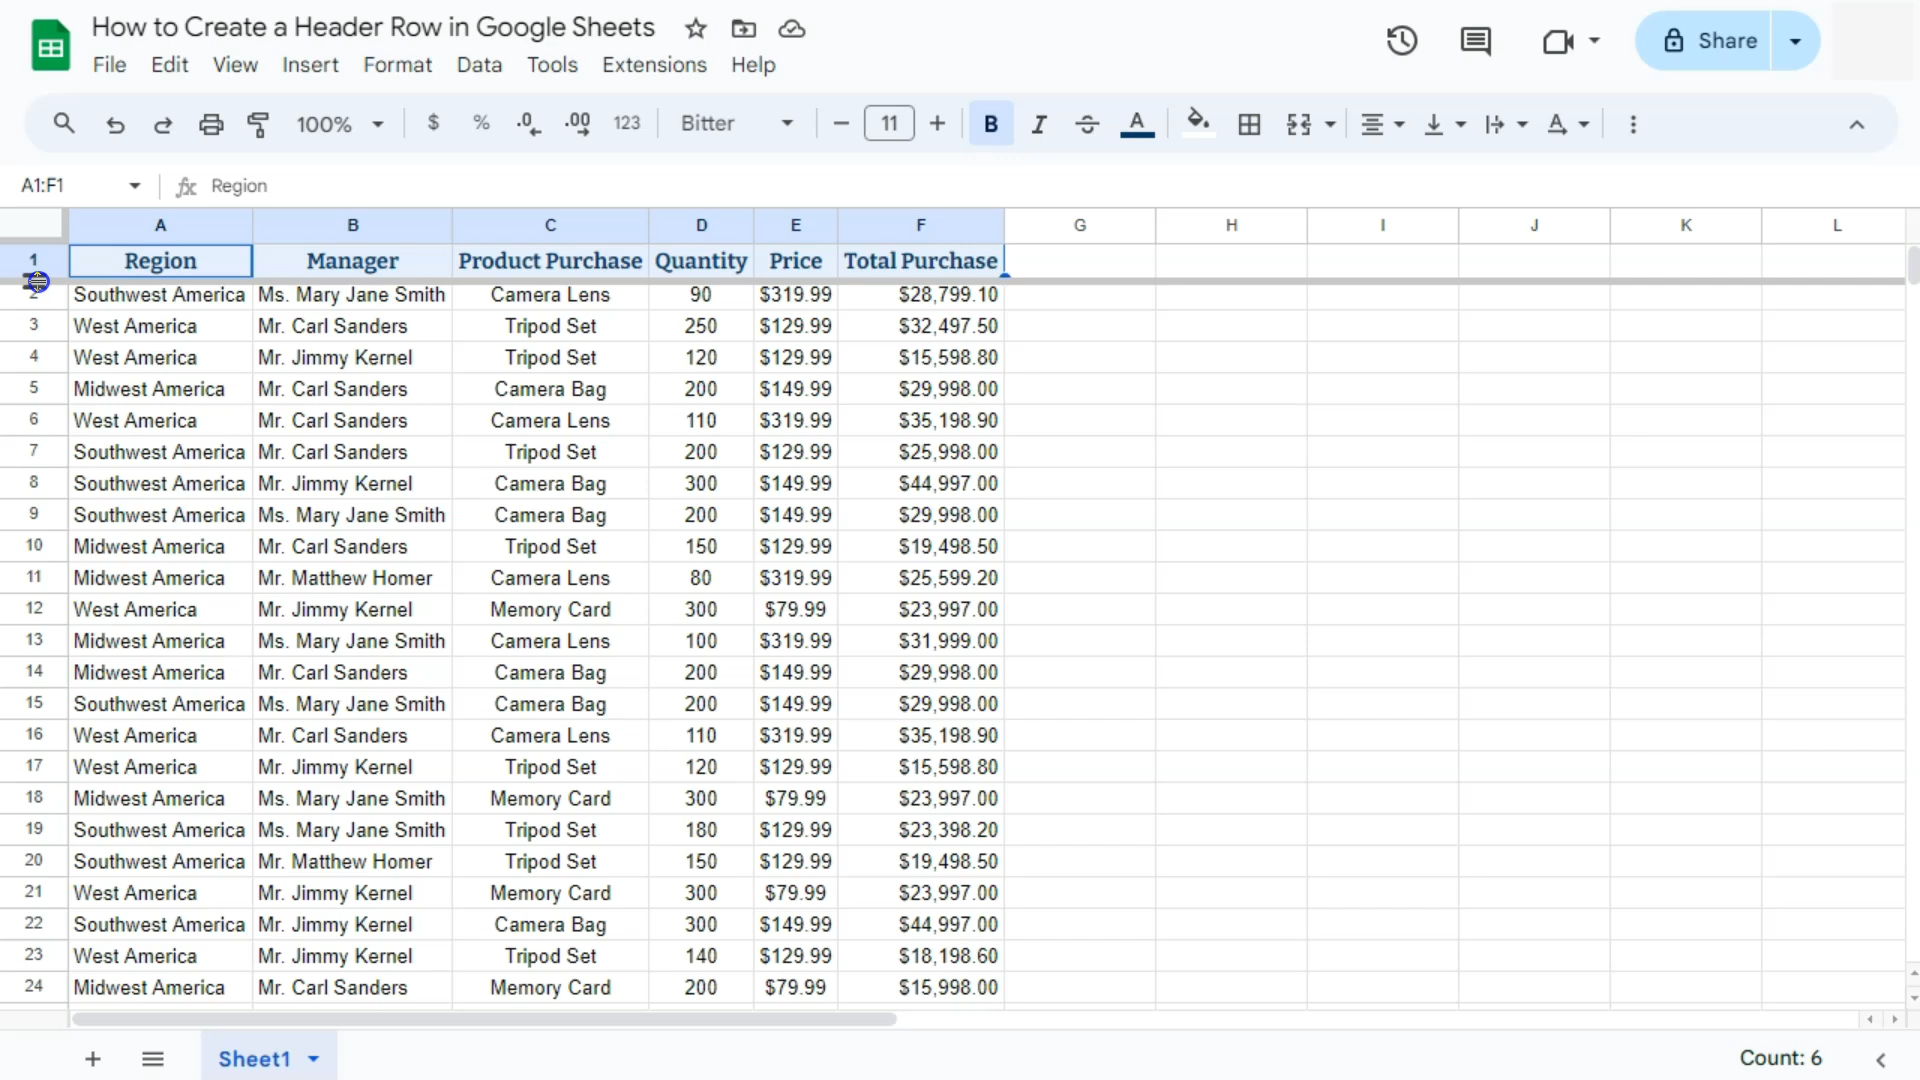 How to Create a Header Row in Google Sheets
File Edit View Insert Format Data Tools Extensions Help
Share
100% $ % .0 .00 123 Bitter 11 B I A
A1:F1 fx Region
A B C D E F G H I J K L
1 Region Manager Product Purchase Quantity Price Total Purchase
2 Southwest America Ms. Mary Jane Smith Camera Lens 90 $319.99 $28,799.10
3 West America Mr. Carl Sanders Tripod Set 250 $129.99 $32,497.50
4 West America Mr. Jimmy Kernel Tripod Set 120 $129.99 $15,598.80
5 Midwest America Mr. Carl Sanders Camera Bag 200 $149.99 $29,998.00
6 West America Mr. Carl Sanders Camera Lens 110 $319.99 $35,198.90
7 Southwest America Mr. Carl Sanders Tripod Set 200 $129.99 $25,998.00
8 Southwest America Mr. Jimmy Kernel Camera Bag 300 $149.99 $44,997.00
9 Southwest America Ms. Mary Jane Smith Camera Bag 200 $149.99 $29,998.00
10 Midwest America Mr. Carl Sanders Tripod Set 150 $129.99 $19,498.50
11 Midwest America Mr. Matthew Homer Camera Lens 80 $319.99 $25,599.20
12 West America Mr. Jimmy Kernel Memory Card 300 $79.99 $23,997.00
13 Midwest America Ms. Mary Jane Smith Camera Lens 100 $319.99 $31,999.00
14 Midwest America Mr. Carl Sanders Camera Bag 200 $149.99 $29,998.00
15 Southwest America Ms. Mary Jane Smith Camera Bag 200 $149.99 $29,998.00
16 West America Mr. Carl Sanders Camera Lens 110 $319.99 $35,198.90
17 West America Mr. Jimmy Kernel Tripod Set 120 $129.99 $15,598.80
18 Midwest America Ms. Mary Jane Smith Memory Card 300 $79.99 $23,997.00
19 Southwest America Ms. Mary Jane Smith Tripod Set 180 $129.99 $23,398.20
20 Southwest America Mr. Matthew Homer Tripod Set 150 $129.99 $19,498.50
21 West America Mr. Jimmy Kernel Memory Card 300 $79.99 $23,997.00
22 Southwest America Mr. Jimmy Kernel Camera Bag 300 $149.99 $44,997.00
23 West America Mr. Jimmy Kernel Tripod Set 140 $129.99 $18,198.60
24 Midwest America Mr. Carl Sanders Memory Card 200 $79.99 $15,998.00
Sheet1 Count: 6